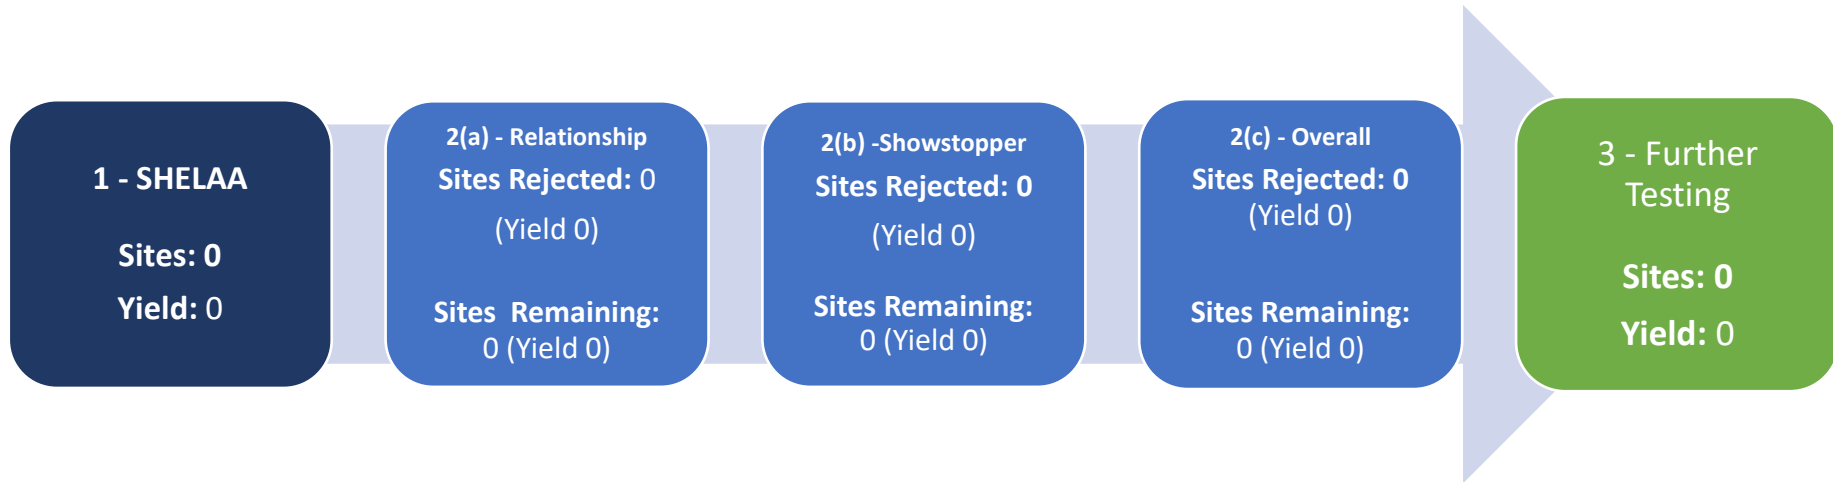 1 - SHELAA
Sites: 0
Yield: 0
2(a) - Relationship
Sites Rejected: 0
(Yield 0)
Sites  Remaining:
0 (Yield 0)
2(b) -Showstopper
Sites Rejected: 0
(Yield 0)
Sites Remaining:
0 (Yield 0)
2(c) - Overall
Sites Rejected: 0
(Yield 0)
Sites Remaining:
0 (Yield 0)
3 - Further
Testing
Sites: 0
Yield: 0